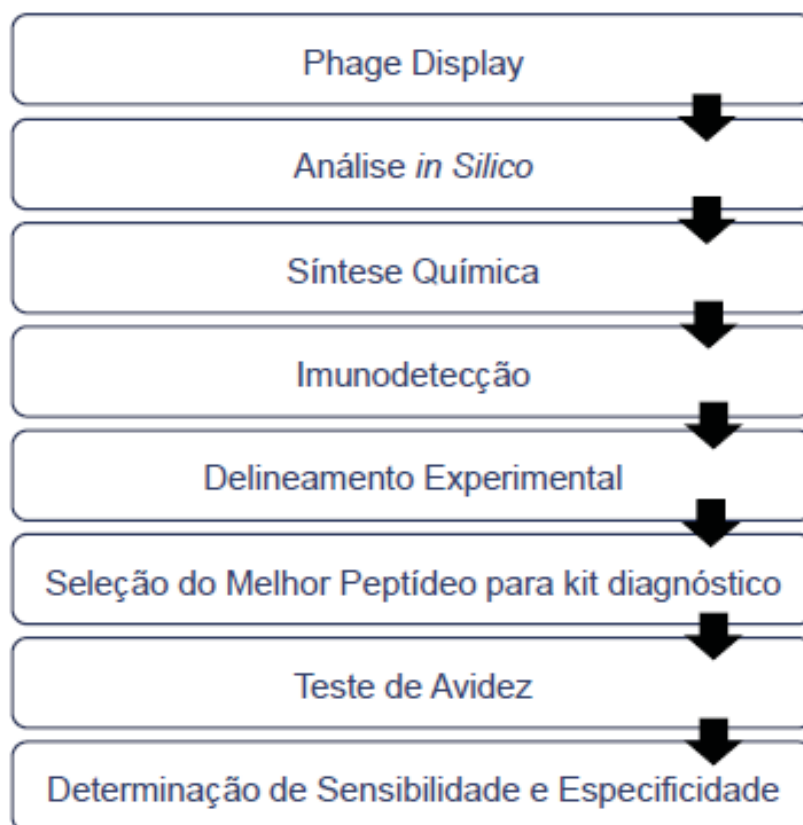 Phage Display
Análise in Silico
Síntese Química
Imunodetecção
Delineamento Experimental
Seleção do Melhor Peptídeo para kit diagnóstico
Teste de Avidez
Determinação de Sensibilidade e Especificidade